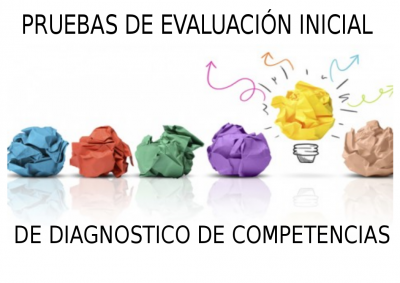 PRUEBAS DE EVALUACIÓN INICIAL
DE DIAGNOSTICO DE COMPETENCIAS